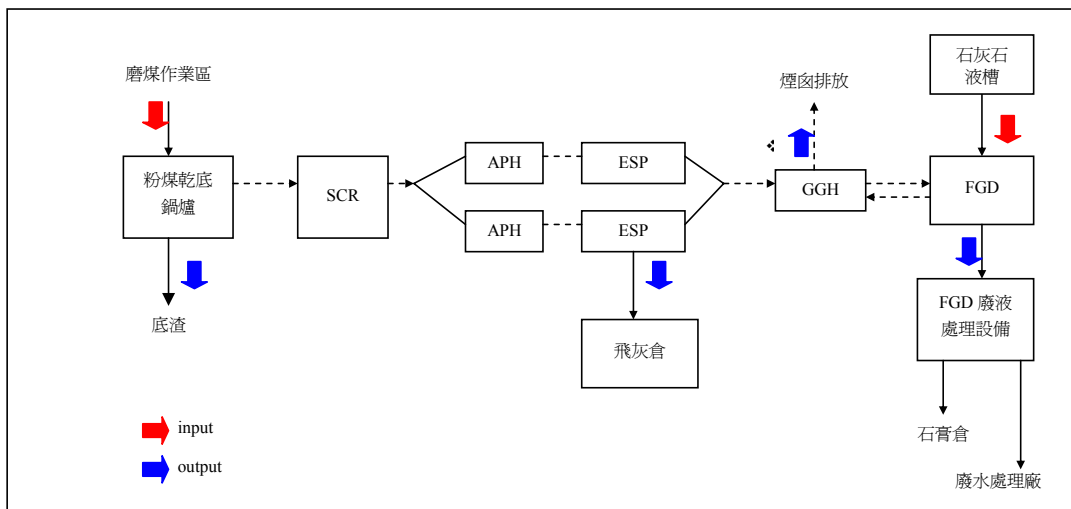 磨煤作業區
煙囪排放
石灰石
液槽
粉煤乾底
鍋爐
SCR
APH
ESP
APH
ESP
GGH
FGD
底渣
飛灰倉
FGD 廢液
處理設備
石膏倉
廢水處理廠
input
output